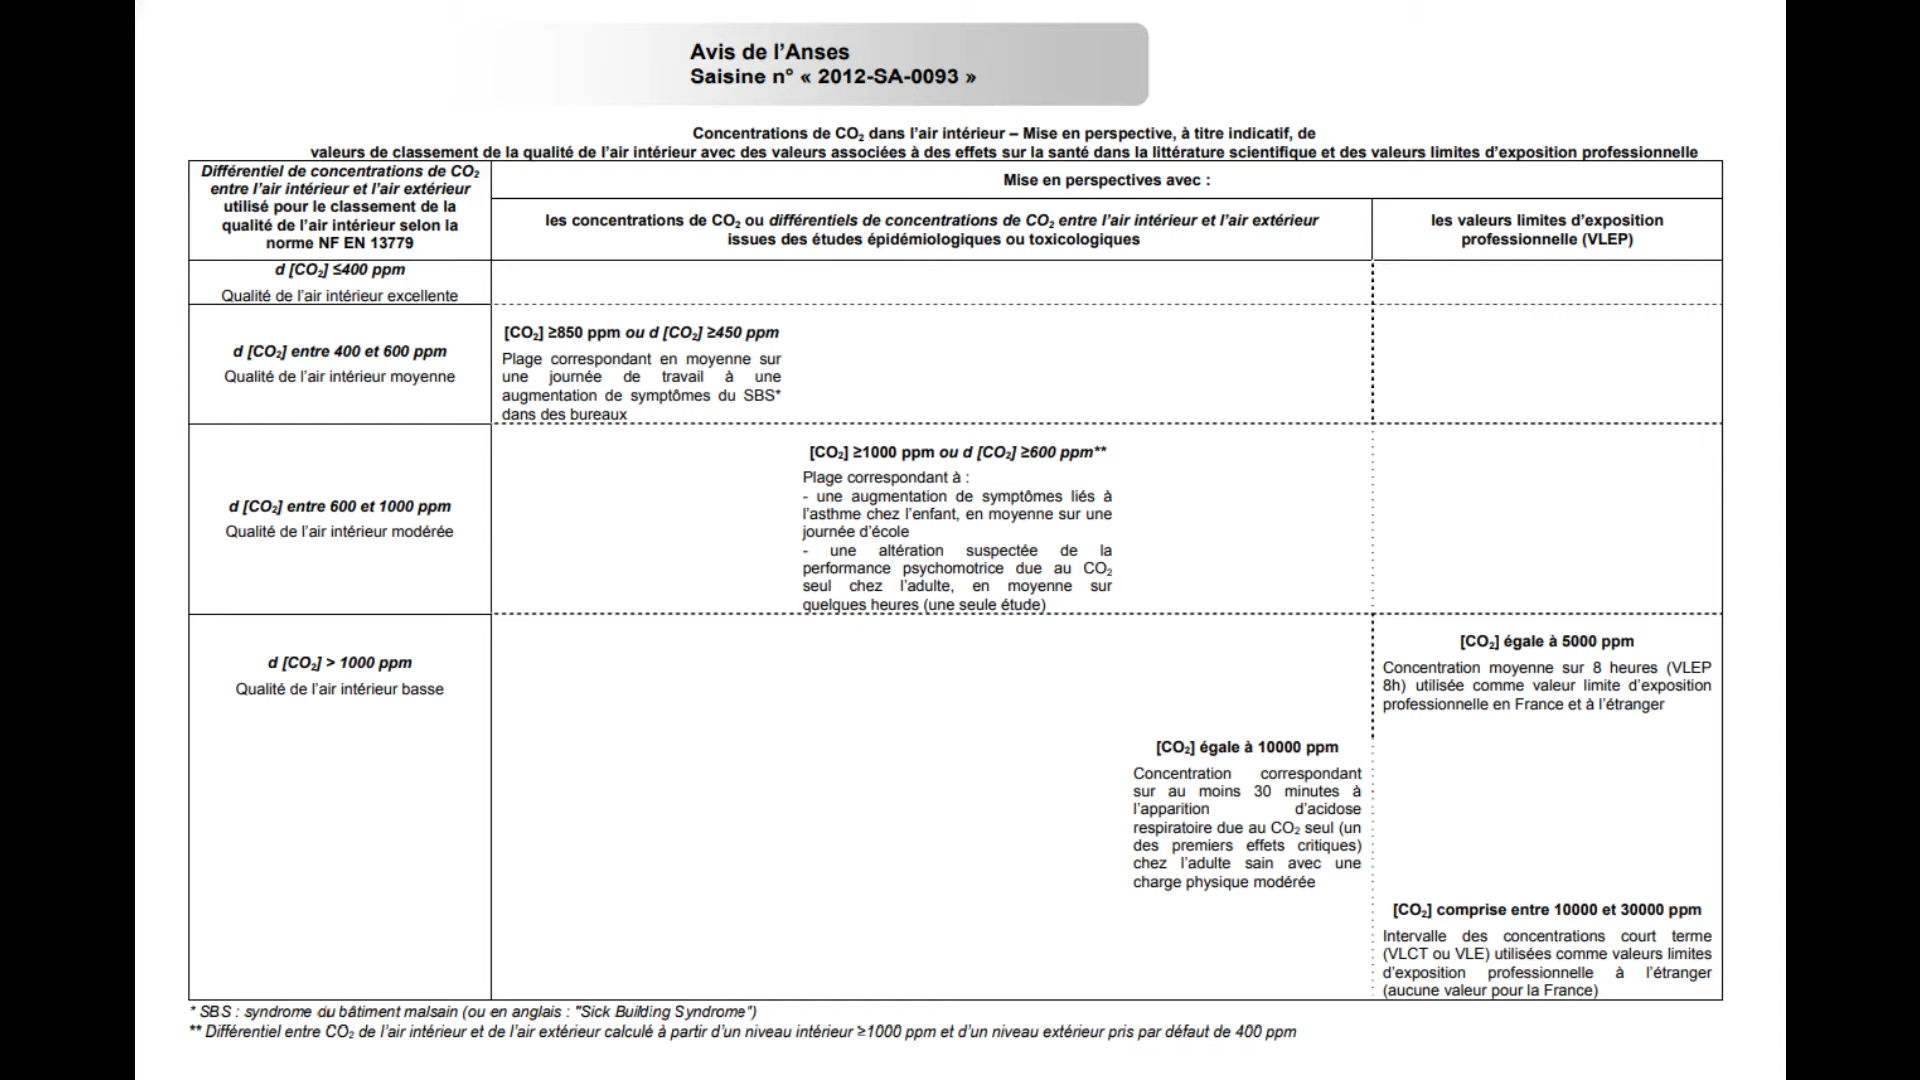 Avis de l'Anses
Saisine n° « 2012-SA-0093 »
Concentrations de CO₂ dans l'air intérieur – Mise en perspective, à titre indicatif, de
valeurs de classement de la qualité de l'air intérieur avec des valeurs associées à des effets sur la santé dans la littérature scientifique et des valeurs limites d'exposition professionnelle
Différentiel de concentrations de CO₂
entre l'air intérieur et l'air extérieur
utilisé pour le classement de la
qualité de l'air intérieur selon la
norme NF EN 13779
Mise en perspectives avec :
les concentrations de CO₂ ou différentiels de concentrations de CO₂ entre l'air intérieur et l'air extérieur
issues des études épidémiologiques ou toxicologiques
les valeurs limites d'exposition
professionnelle (VLEP)
d [CO₂] ≤400 ppm
Qualité de l'air intérieur excellente
d [CO₂] entre 400 et 600 ppm
Qualité de l'air intérieur moyenne
[CO₂] ≥850 ppm ou d [CO₂] ≥450 ppm
Plage correspondant en moyenne sur
une journée de travail à une
augmentation de symptômes du SBS*
dans des bureaux
d [CO₂] entre 600 et 1000 ppm
Qualité de l'air intérieur modérée
[CO₂] ≥1000 ppm ou d [CO₂] ≥600 ppm**
Plage correspondant à :
- une augmentation de symptômes liés à
l'asthme chez l'enfant, en moyenne sur une
journée d'école
- une altération suspectée de la
performance psychomotrice due au CO₂
seul chez l'adulte, en moyenne sur
quelques heures (une seule étude)
d [CO₂] > 1000 ppm
Qualité de l'air intérieur basse
[CO₂] égale à 5000 ppm
Concentration moyenne sur 8 heures (VLEP
8h) utilisée comme valeur limite d'exposition
professionnelle en France et à l'étranger
[CO₂] égale à 10000 ppm
Concentration correspondant
sur au moins 30 minutes à
l'apparition d'acidose
respiratoire due au CO₂ seul (un
des premiers effets critiques)
chez l'adulte sain avec une
charge physique modérée
[CO₂] comprise entre 10000 et 30000 ppm
Intervalle des concentrations court terme
(VLCT ou VLE) utilisées comme valeurs limites
d'exposition professionnelle à l'étranger
(aucune valeur pour la France)
* SBS : syndrome du bâtiment malsain (ou en anglais : "Sick Building Syndrome")
** Différentiel entre CO₂ de l'air intérieur et de l'air extérieur calculé à partir d'un niveau intérieur ≥1000 ppm et d'un niveau extérieur pris par défaut de 400 ppm